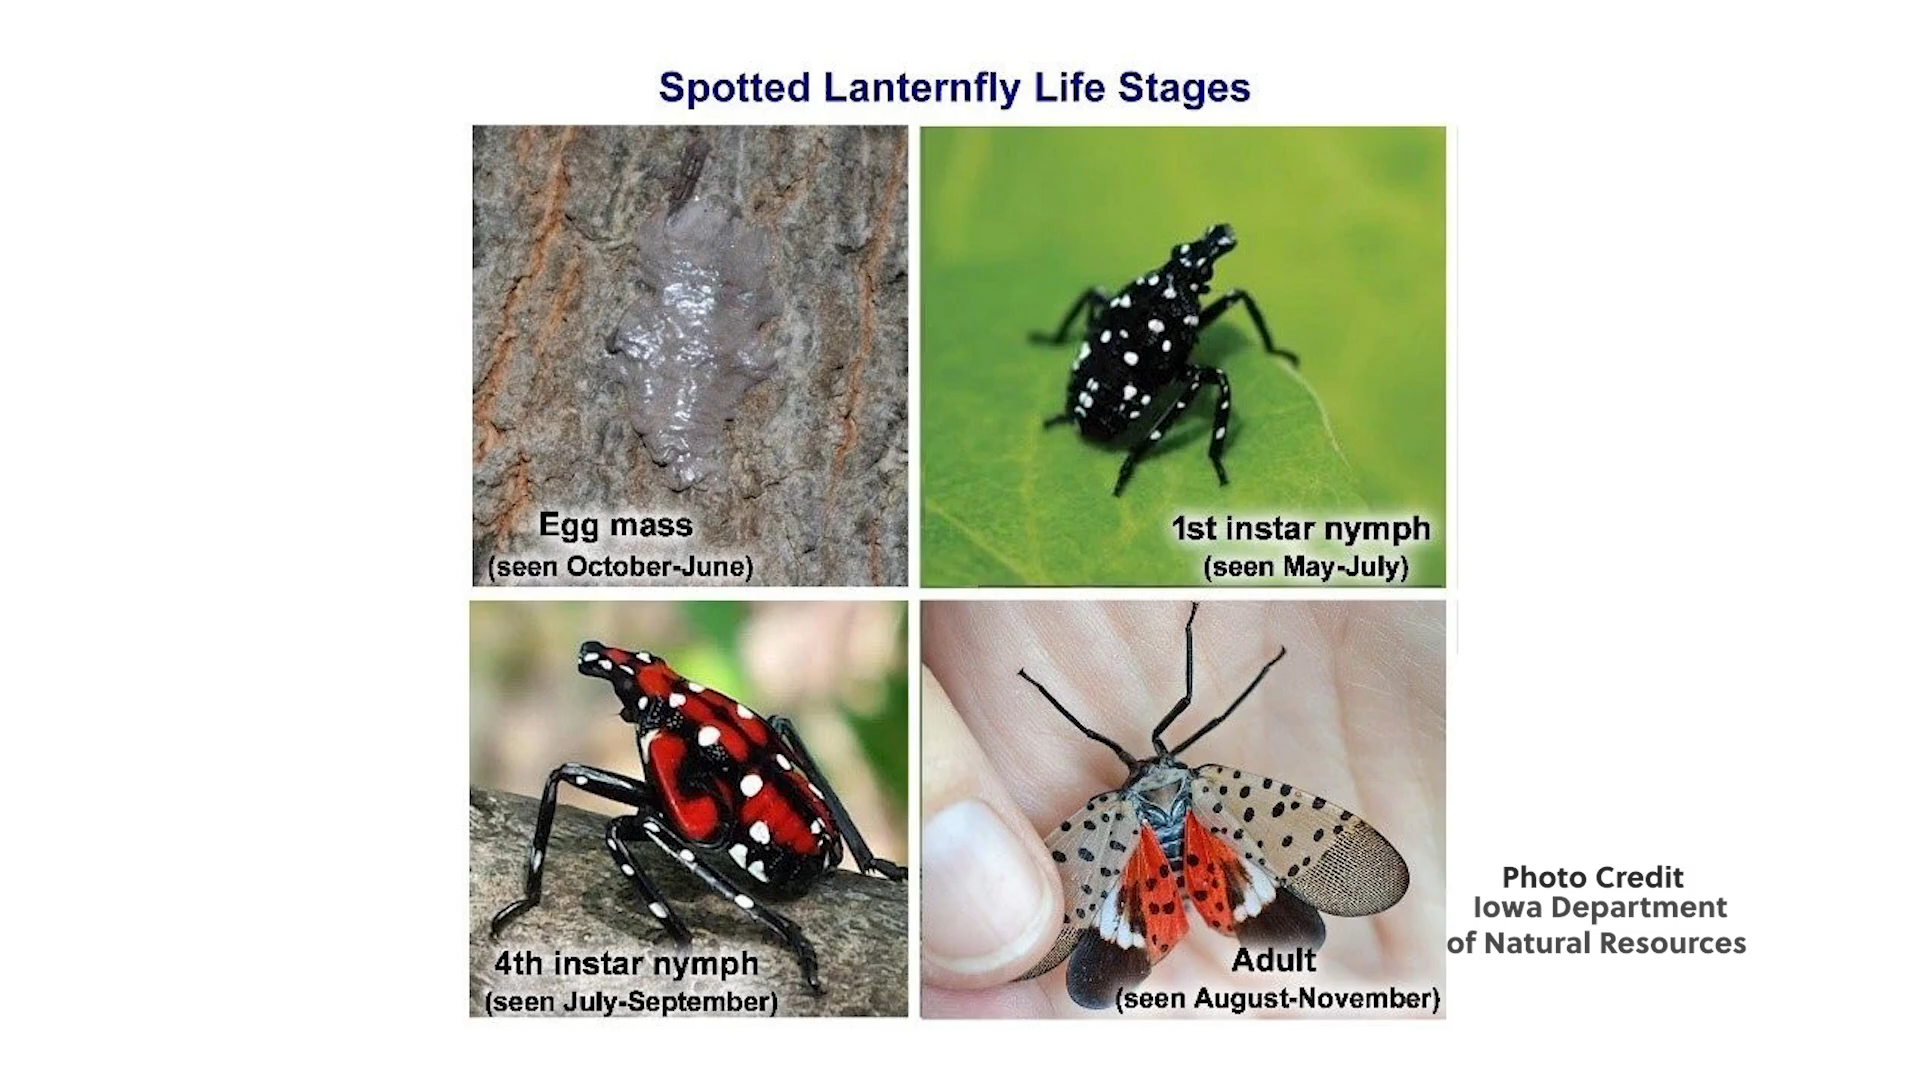 Spotted Lanternfly Life Stages
Egg mass
(seen October-June)
1st instar nymph
(seen May-July)
4th instar nymph
(seen July-September)
Adult
(seen August-November)
Photo Credit
Iowa Department
of Natural Resources